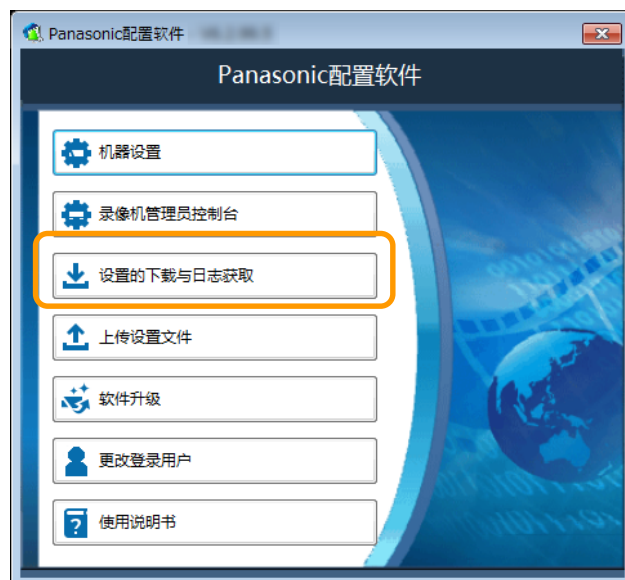 Panasonic配置软件
Panasonic配置软件
机器设置
录像机管理员控制台
设置的下载与日志获取
上传设置文件
软件升级
更改登录用户
使用说明书